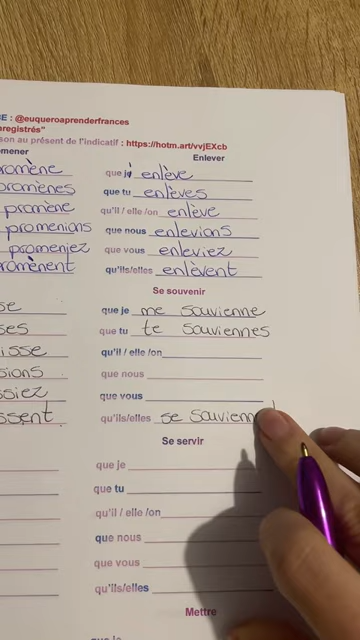 E : @euqueroaprenderfrances
nregistrés"
son au présent de l'indicatif : https://hotm.art/vvjEXcb
omener
Enlever
romène que j' enlève
promènes que tu enlèves
promène qu'il / elle /on enlève
promenions que nous enlevions
promeniez que vous enleviez
romènent qu'ils/elles enlèvent
Se souvenir
se que je me souvienne
ses que tu te souviennes
isse qu'il / elle /on
sions que nous
ssiez que vous
ssent qu'ils/elles se souvienn
Se servir
que je
que tu
qu'il / elle /on
que nous
que vous
qu'ils/elles
Mettre
que je